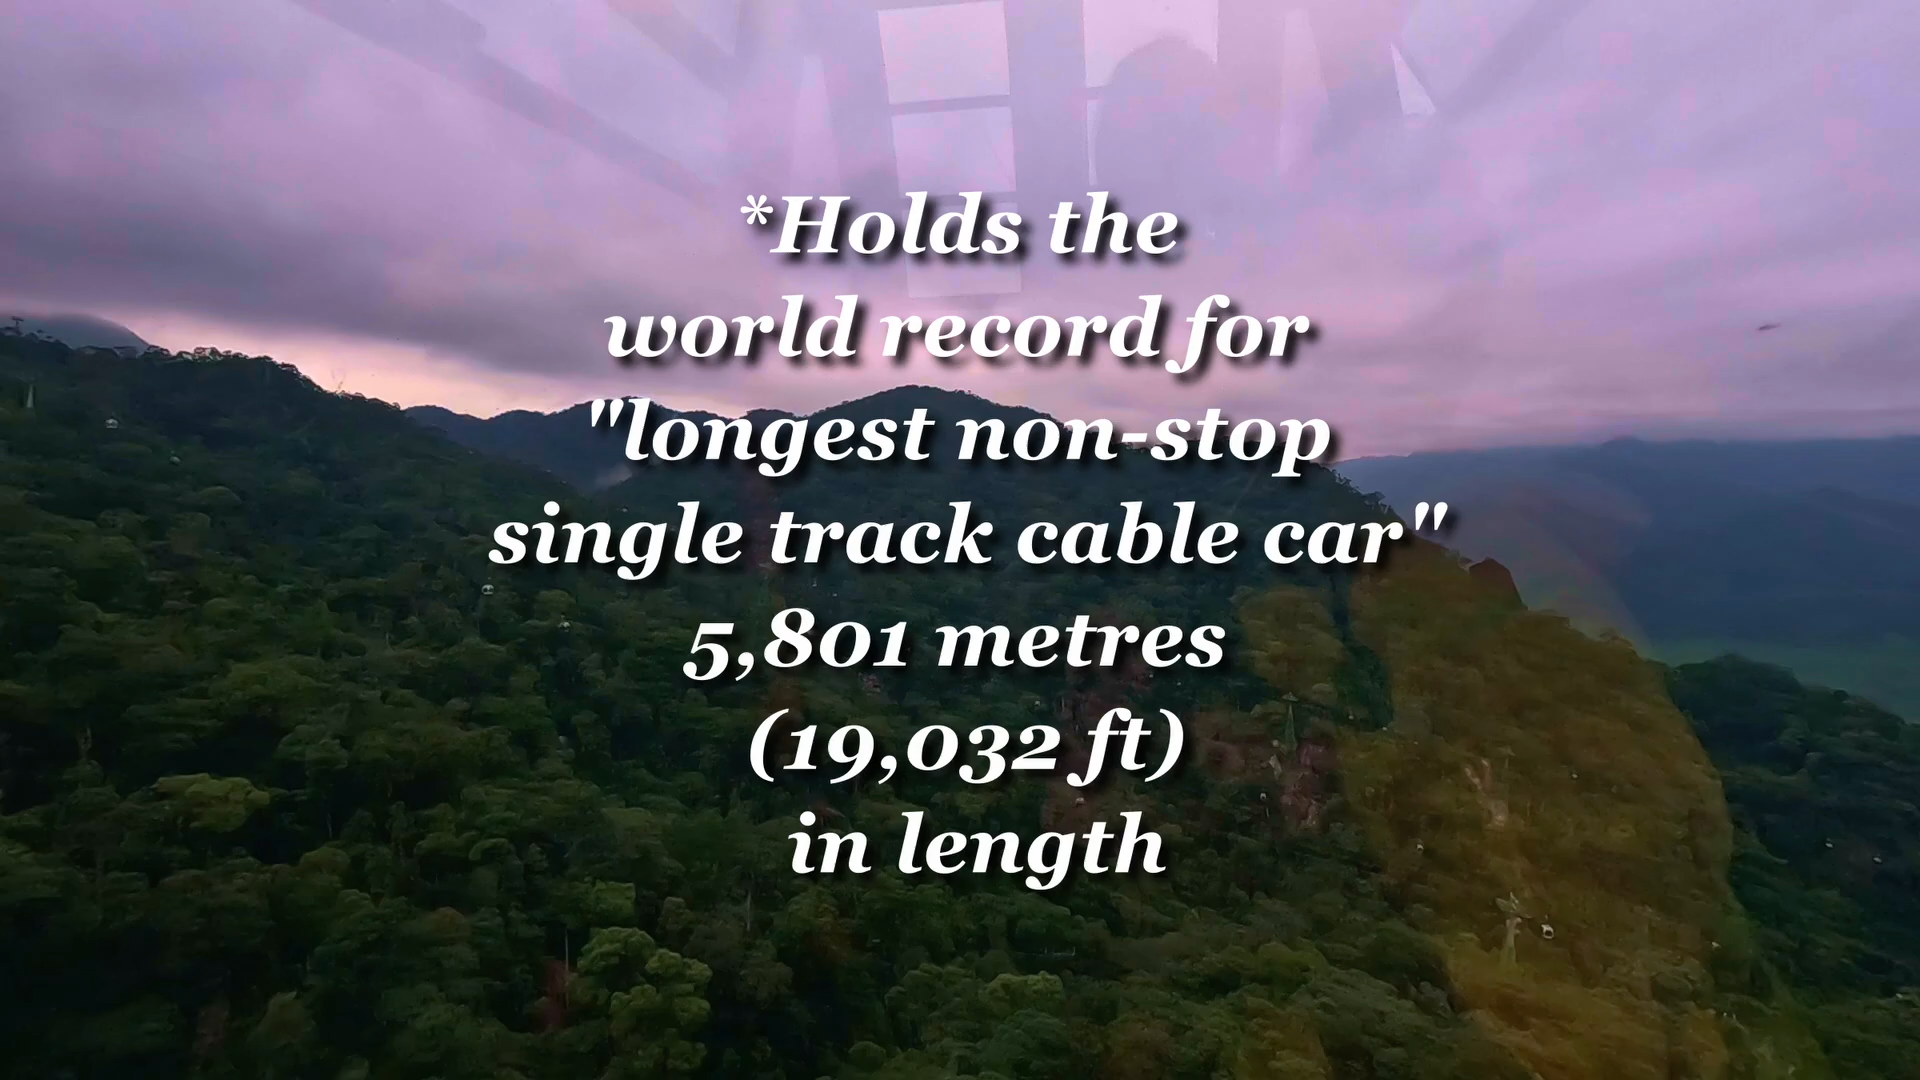 *Holds the
world record for
"longest non-stop
single track cable car"
5,801 metres
(19,032 ft)
in length